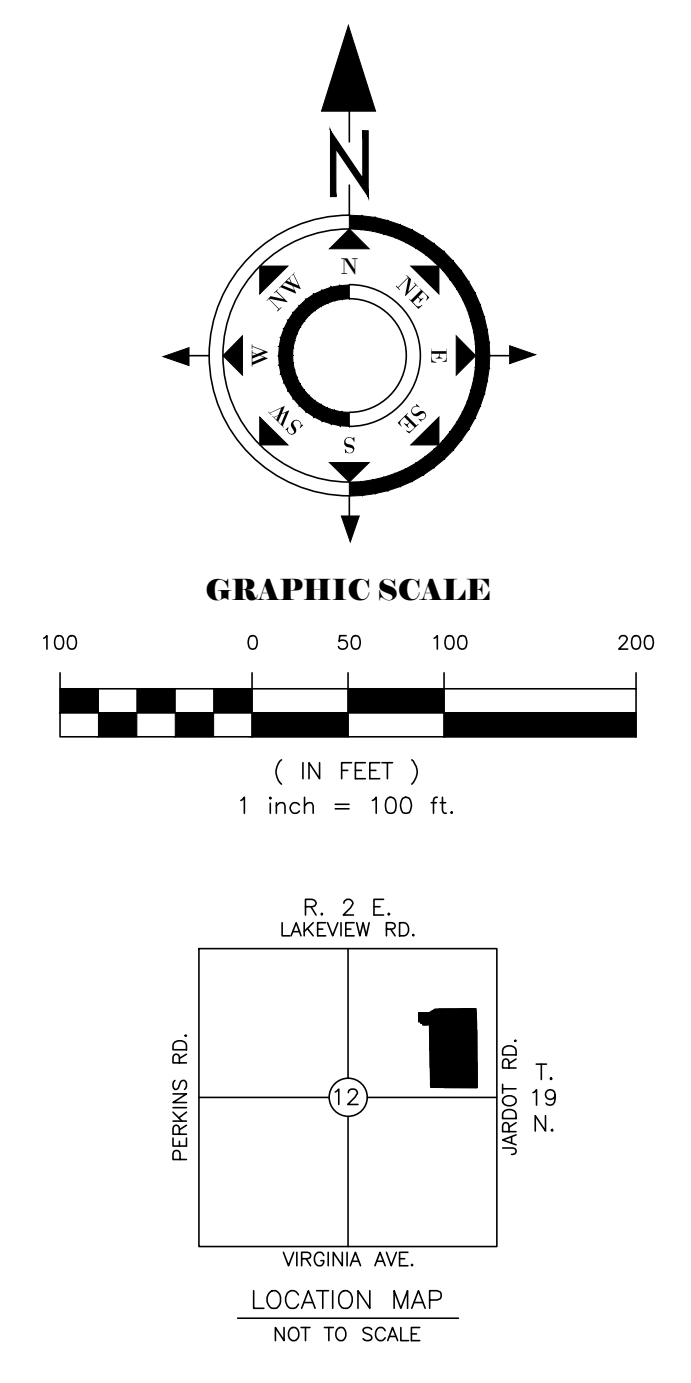 N
N
NW NE
W E
SW SE
S
GRAPHIC SCALE
100 0 50 100 200
( IN FEET )
1 inch = 100 ft.
R. 2 E.
LAKEVIEW RD.
PERKINS RD.
12
JARDOT RD.
T.
19
N.
VIRGINIA AVE.
LOCATION MAP
NOT TO SCALE